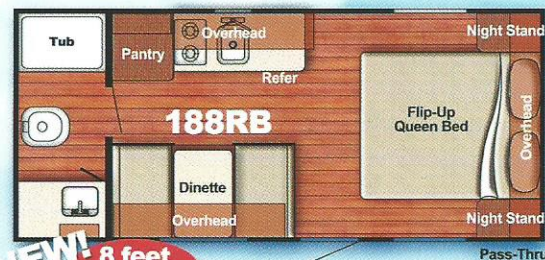 Tub
Pantry
Overhead
Refer
Night Stand
188RB
Flip-Up
Queen Bed
Overhead
Dinette
Overhead
Night Stand
NEW! 8 feet
Pass-Thru